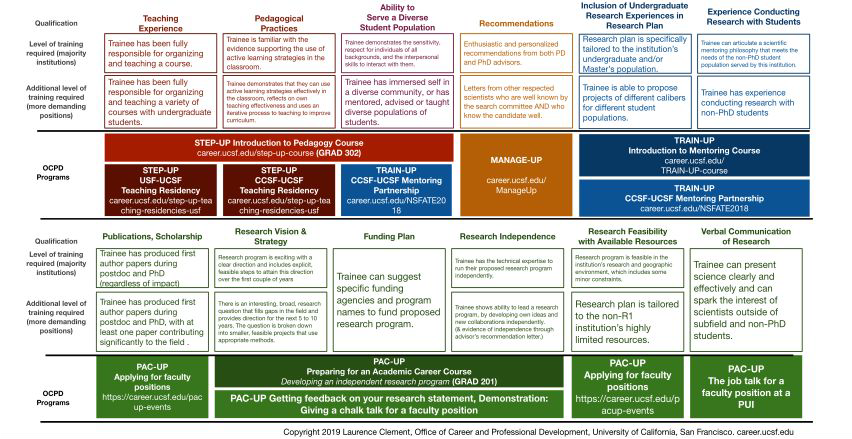 Qualification
Teaching
Experience
Pedagogical
Practices
Ability to
Serve a Diverse
Student Population
Recommendations
Inclusion of Undergraduate
Research Experiences in
Research Plan
Experience Conducting
Research with Students
Level of training
required (majority
institutions)
Trainee has been fully
responsible for organizing
and teaching a course.
Trainee is familiar with the
evidence supporting the use of
active learning strategies in the
classroom.
Trainee demonstrates the sensitivity,
respect for individuals of all
backgrounds, and the interpersonal
skills to interact with them.
Enthusiastic and personalized
recommendations from both PD
and PhD advisors.
Research plan is specifically
tailored to the institution's
undergraduate and/or
Master's population.
Trainee can articulate a scientific
mentoring philosophy that meets the
needs of the non-PhD student
population served by this institution.
Additional level of
training required
(more demanding
positions)
Trainee has been fully
responsible for organizing
and teaching a variety of
courses with undergraduate
students.
Trainee demonstrates that they can use
active learning strategies effectively in
the classroom, reflects on own
teaching effectiveness and uses an
iterative process to teaching to improve
curriculum.
Trainee has immersed self in
a diverse community, or has
mentored, advised or taught
diverse populations of
students.
Letters from other respected
scientists who are well known by
the search committee AND who
know the candidate well.
Trainee is able to propose
projects of different calibers
for different student
populations.
Trainee has experience
conducting research with
non-PhD students
OCPD
Programs
STEP-UP Introduction to Pedagogy Course
career.ucsf.edu/step-up-course (GRAD 302)
STEP-UP
USF-UCSF
Teaching Residency
career.ucsf.edu/step-up-tea
ching-residencies-usf
STEP-UP
CCSF-UCSF
Teaching Residency
career.ucsf.edu/step-up-tea
ching-residencies-usf
TRAIN-UP
CCSF-UCSF Mentoring
Partnership
career.ucsf.edu/NSFATE20
18
MANAGE-UP
career.ucsf.edu/
ManageUp
TRAIN-UP
Introduction to Mentoring Course
career.ucsf.edu/
TRAIN-UP-course
TRAIN-UP
CCSF-UCSF Mentoring Partnership
career.ucsf.edu/NSFATE2018
Qualification
Publications, Scholarship
Research Vision &
Strategy
Funding Plan
Research Independence
Research Feasibility
with Available Resources
Verbal Communication
of Research
Level of training
required (majority
institutions)
Trainee has produced first
author papers during
postdoc and PhD
(regardless of impact)
Research program is exciting with a
clear direction and includes explicit,
feasible steps to attain this direction
over the first couple of years
Trainee can suggest
specific funding
agencies and program
names to fund proposed
research program.
Trainee has the technical expertise to
run their proposed research program
independently.
Research program is feasible in the
institution's research and geographic
environment, which includes some
minor constraints.
Trainee can present
science clearly and
effectively and can
spark the interest of
scientists outside of
subfield and non-PhD
students.
Additional level of
training required
(more demanding
positions)
Trainee has produced first
author papers during
postdoc and PhD, with at
least one paper contributing
significantly to the field .
There is an interesting, broad, research
question that fills gaps in the field and
provides direction for the next 5 to 10
years. The question is broken down
into smaller, feasible projects that use
appropriate methods.
Trainee shows ability to lead a research
program, by developing own ideas and
new collaborations independently.
(& evidence of independence through
advisor's recommendation letter.)
Research plan is tailored
to the non-R1
institution's highly
limited resources.
OCPD
Programs
PAC-UP
Applying for faculty
positions
https://career.ucsf.edu/pac
up-events
PAC-UP
Preparing for an Academic Career Course
Developing an independent research program (GRAD 201)
PAC-UP Getting feedback on your research statement, Demonstration:
Giving a chalk talk for a faculty position
PAC-UP
Applying for faculty
positions
https://career.ucsf.edu/p
acup-events
PAC-UP
The job talk for a
faculty position at a
PUI
Copyright 2019 Laurence Clement, Office of Career and Professional Development, University of California, San Francisco. career.ucsf.edu